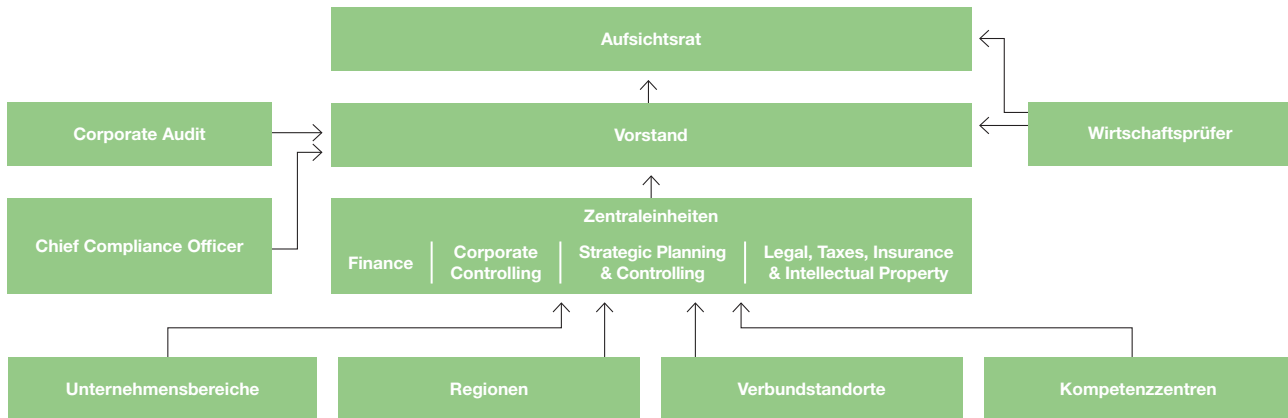 Aufsichtsrat
Corporate Audit
Vorstand
Wirtschaftsprüfer
Chief Compliance Officer
Zentraleinheiten
Finance
Corporate
Controlling
Strategic Planning
& Controlling
Legal, Taxes, Insurance
& Intellectual Property
Unternehmensbereiche
Regionen
Verbundstandorte
Kompetenzzentren